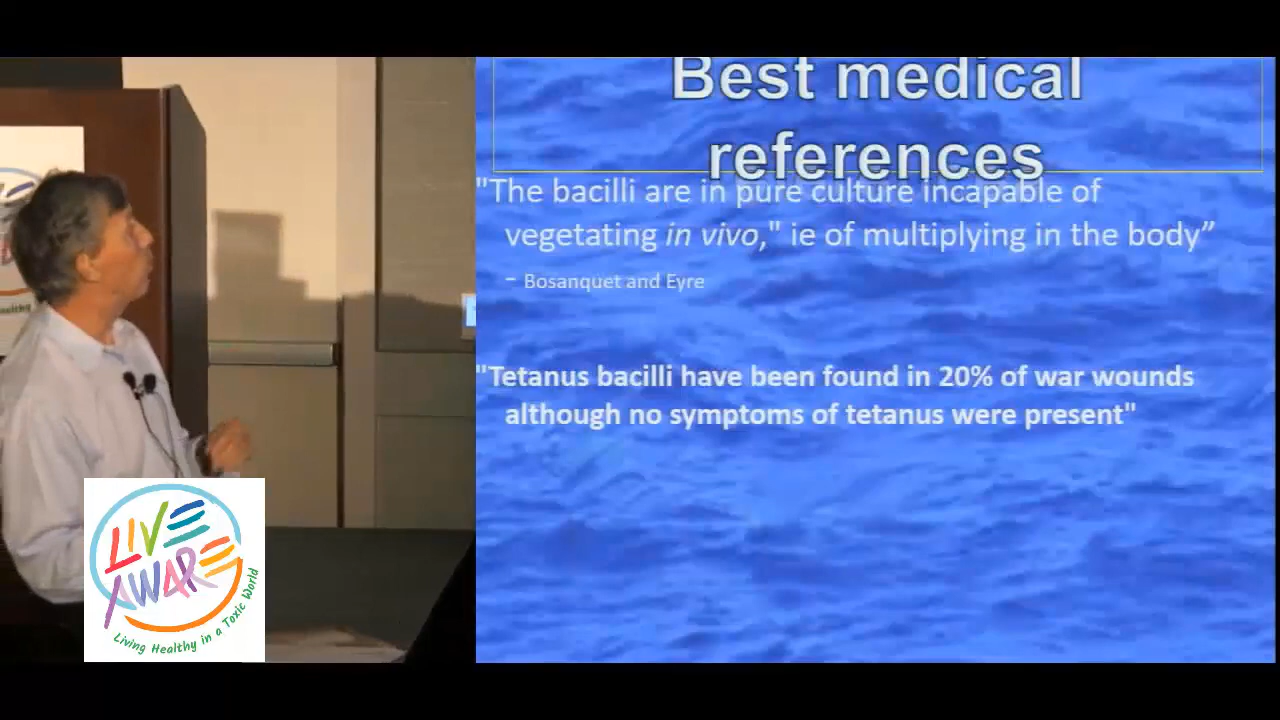 Best medical
references
"The bacilli are in pure culture incapable of
vegetating in vivo," ie of multiplying in the body”
– Bosanquet and Eyre
"Tetanus bacilli have been found in 20% of war wounds
although no symptoms of tetanus were present"
LIVE
AWARE
Living Healthy in a Toxic World